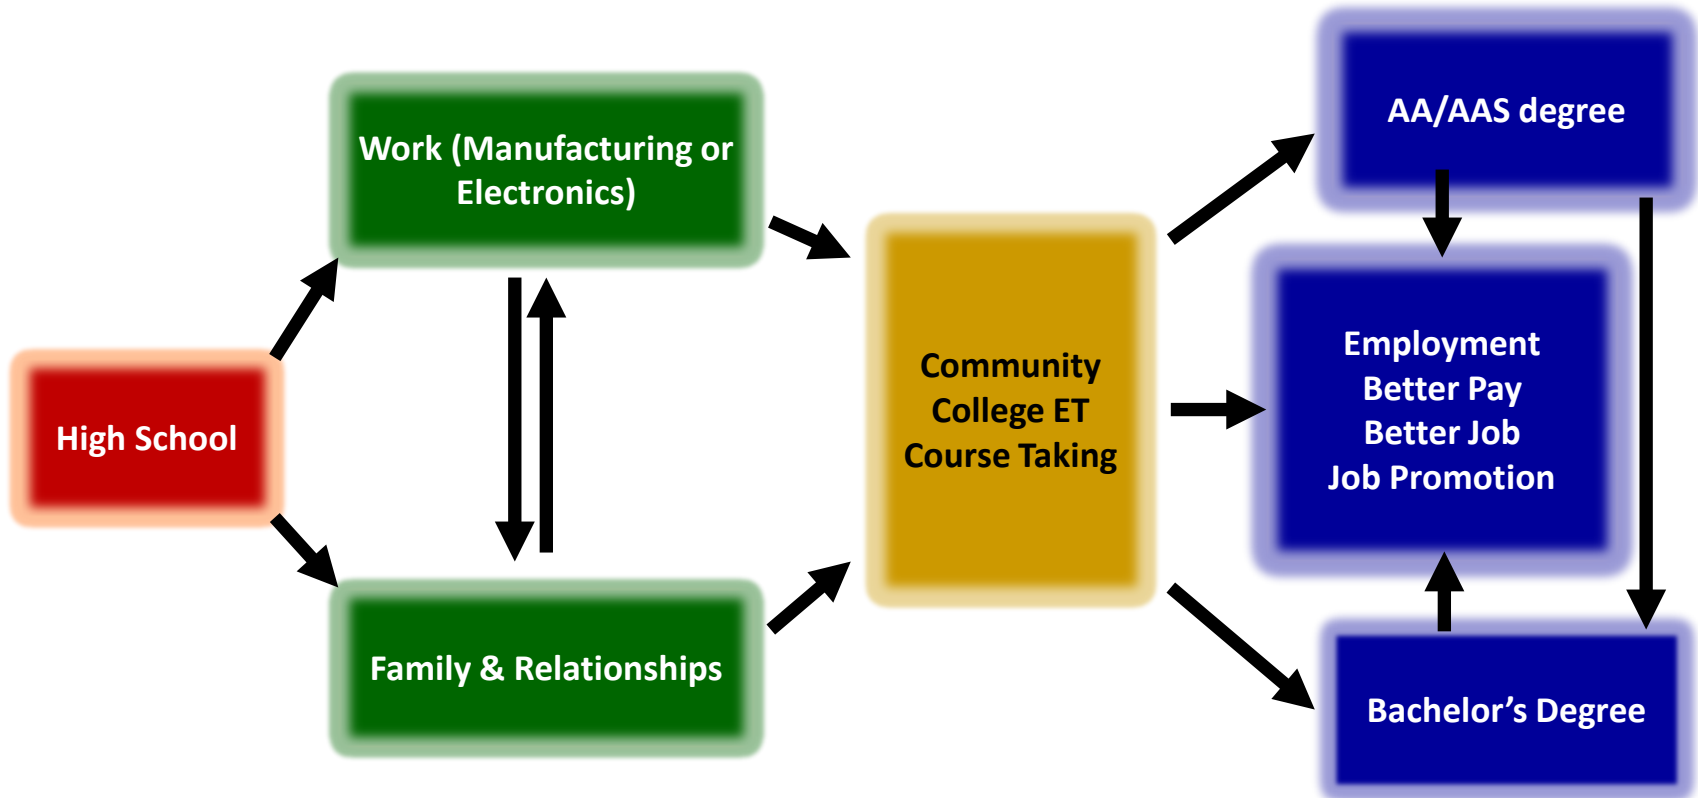 High School
Work (Manufacturing or
Electronics)
Family & Relationships
Community
College ET
Course Taking
AA/AAS degree
Employment
Better Pay
Better Job
Job Promotion
Bachelor’s Degree